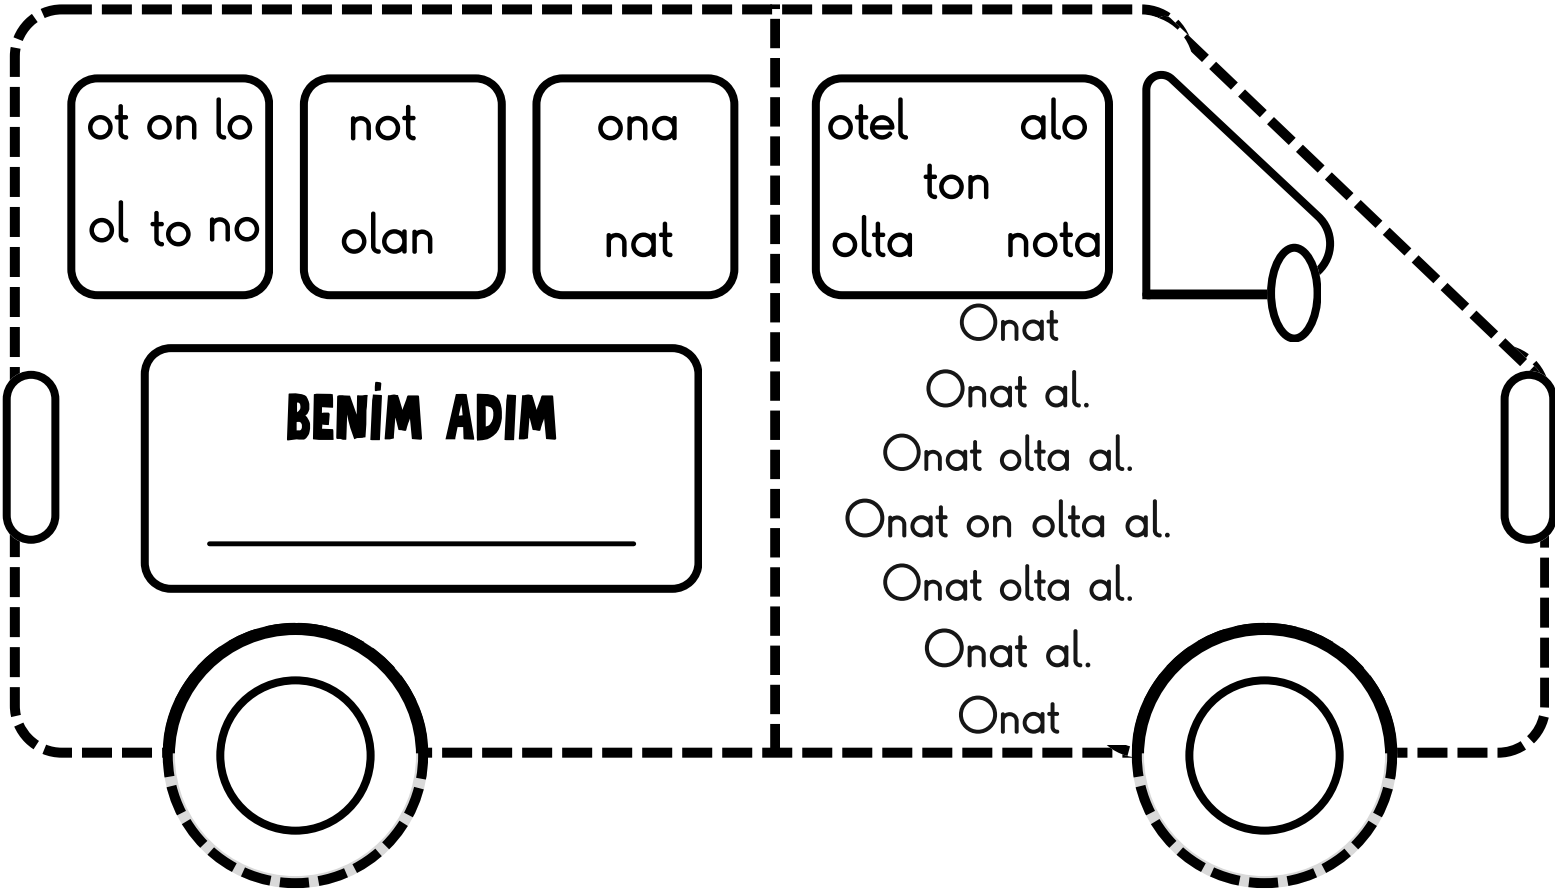 ot on lo
ol to no
not
olan
ona
nat
otel alo
ton
olta nota
BENİM ADIM
Onat
Onat al.
Onat olta al.
Onat on olta al.
Onat olta al.
Onat al.
Onat